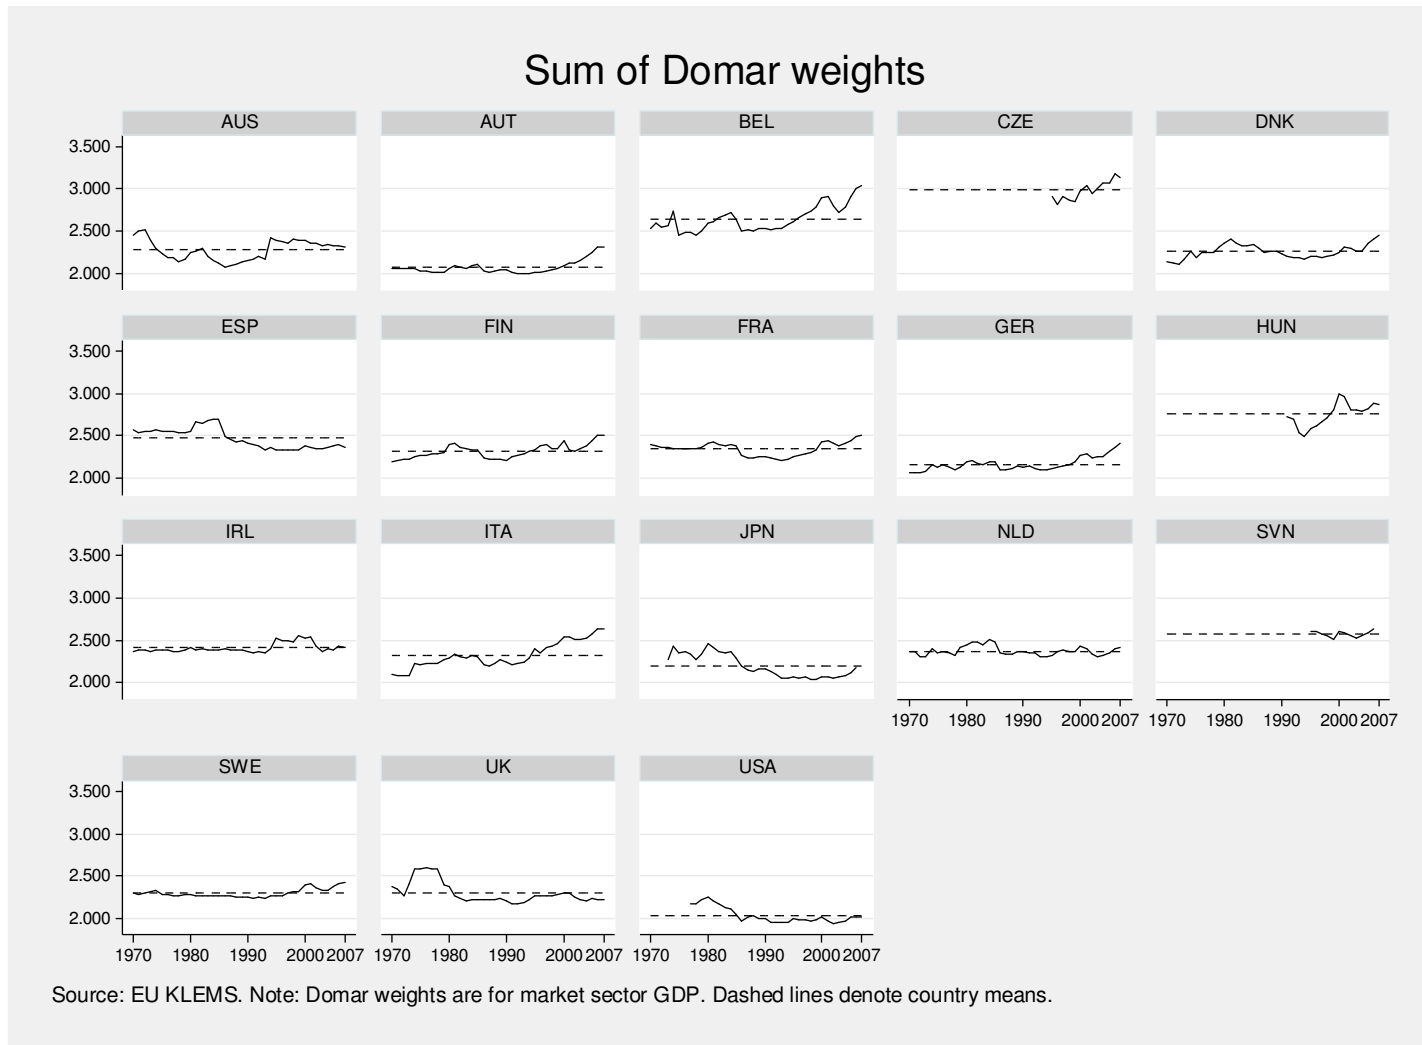 Sum of Domar weights
AUS AUT BEL CZE DNK
3.500
3.000
2.500
2.000
ESP FIN FRA GER HUN
3.500
3.000
2.500
2.000
IRL ITA JPN NLD SVN
3.500
3.000
2.500
2.000
1970 1980 1990 2000 2007 1970 1980 1990 2000 2007
SWE UK USA
3.500
3.000
2.500
2.000
1970 1980 1990 2000 2007 1970 1980 1990 2000 2007 1970 1980 1990 2000 2007
Source: EU KLEMS. Note: Domar weights are for market sector GDP. Dashed lines denote country means.